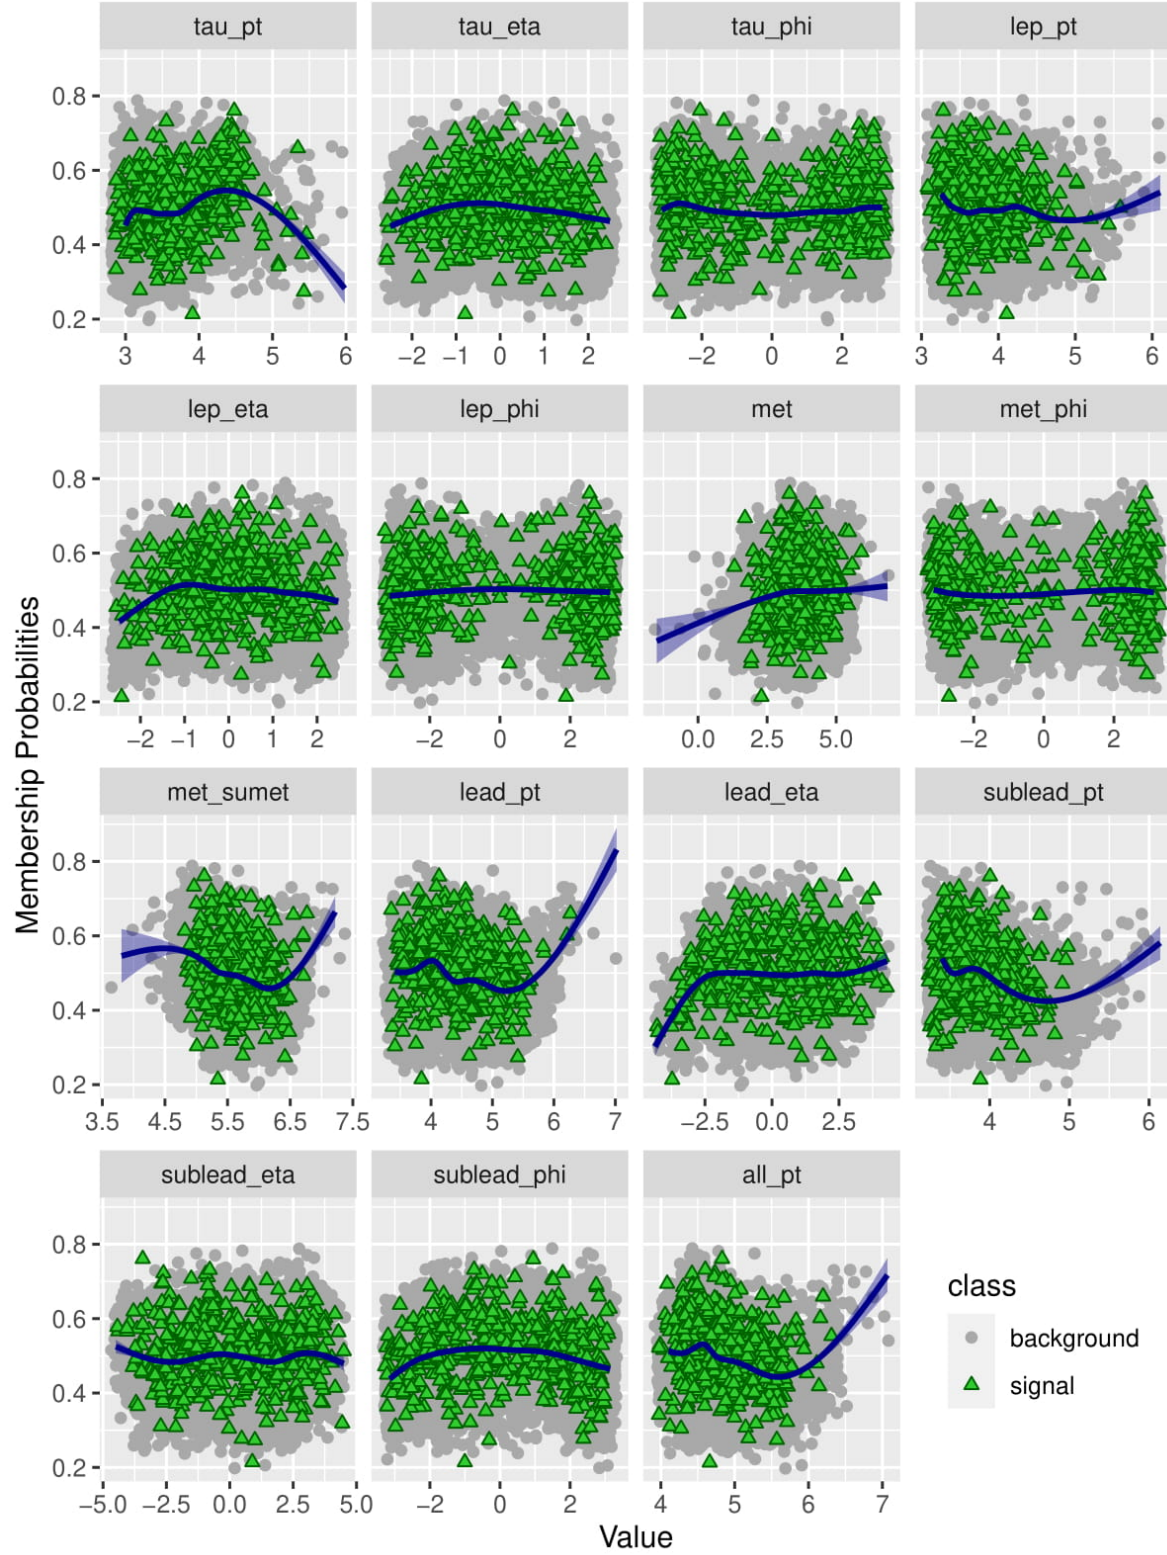 tau_pt tau_eta tau_phi lep_pt
0.8
0.6
0.4
0.2
3 4 5 6 −2 −1 0 1 2 −2 0 2 3 4 5 6
lep_eta lep_phi met met_phi
0.8
0.6
0.4
0.2
−2 −1 0 1 2 −2 0 2 0.0 2.5 5.0 −2 0 2
Membership Probabilities
met_sumet lead_pt lead_eta sublead_pt
0.8
0.6
0.4
0.2
3.5 4.5 5.5 6.5 7.5 4 5 6 7 −2.5 0.0 2.5 4 5 6
sublead_eta sublead_phi all_pt
0.8
0.6
0.4
0.2
−5.0 −2.5 0.0 2.5 5.0 −2 0 2 4 5 6 7
Value
class
background
signal